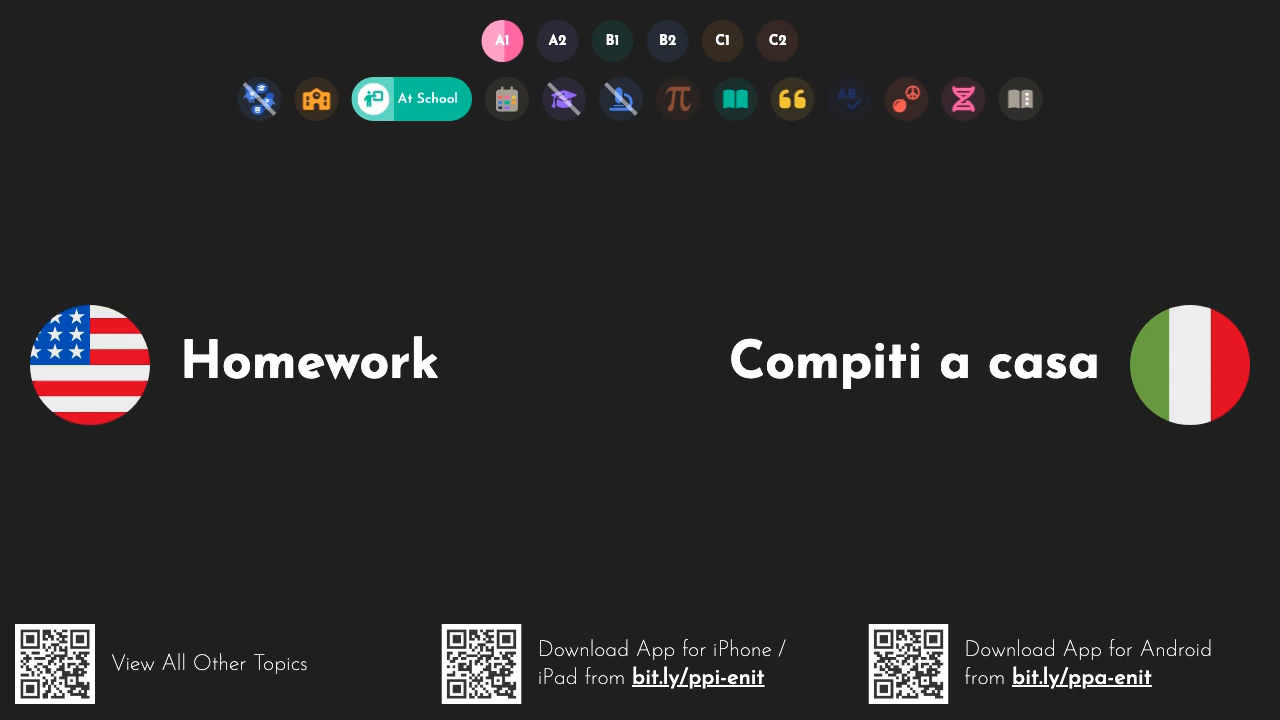 A1 A2 B1 B2 C1 C2
At School
Homework
Compiti a casa
View All Other Topics
Download App for iPhone /
iPad from bit.ly/ppi-enit
Download App for Android
from bit.ly/ppa-enit